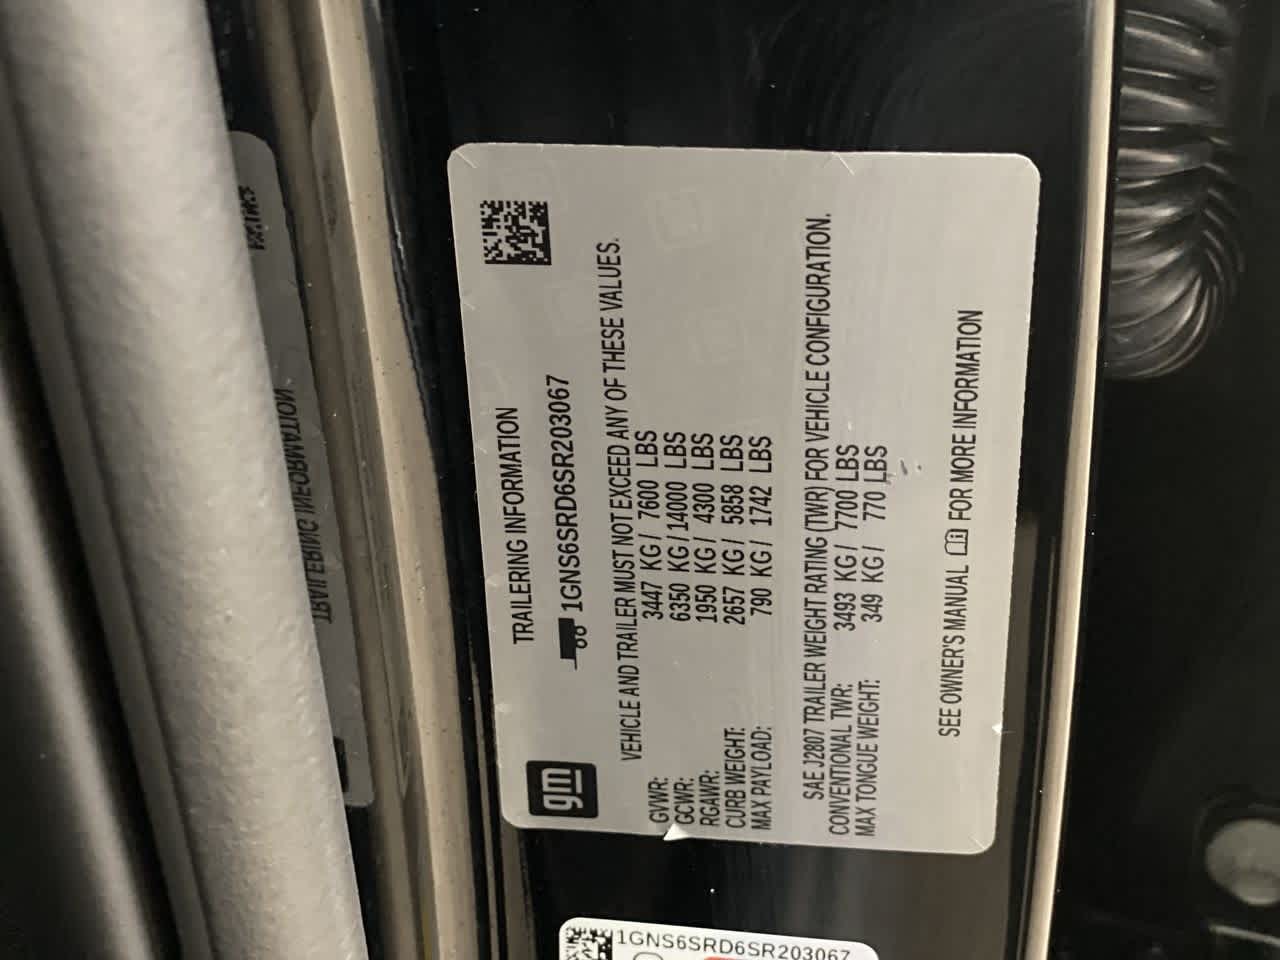 gm
TRAILERING INFORMATION
1GNS6SRD6SR203067
VEHICLE AND TRAILER MUST NOT EXCEED ANY OF THESE VALUES.
GVWR: 3447 KG / 7600 LBS
GCWR: 6350 KG / 14000 LBS
RGAWR: 1950 KG / 4300 LBS
CURB WEIGHT: 2657 KG / 5858 LBS
MAX PAYLOAD: 790 KG / 1742 LBS
SAE J2807 TRAILER WEIGHT RATING (TWR) FOR VEHICLE CONFIGURATION.
CONVENTIONAL TWR: 3493 KG / 7700 LBS
MAX TONGUE WEIGHT: 349 KG / 770 LBS
SEE OWNER'S MANUAL FOR MORE INFORMATION
1GNS6SRD6SR203067
TRAILERING INFORMATION